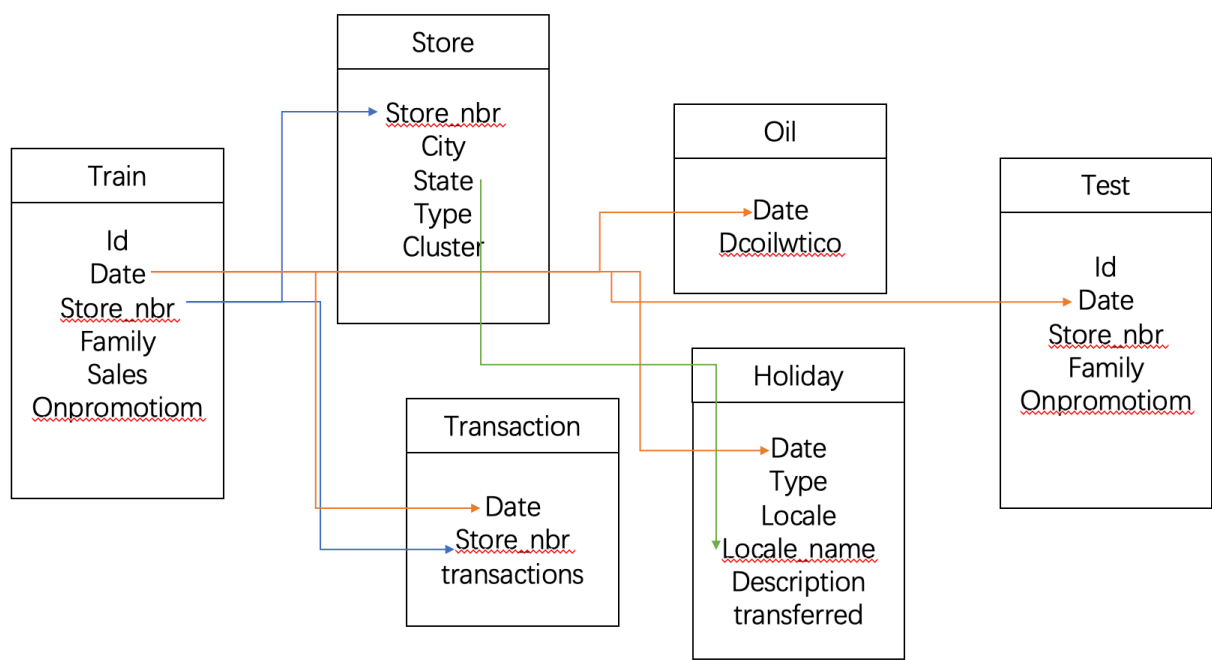 Store
Store_nbr
City
State
Type
Cluster
Train
Id
Date
Store_nbr
Family
Sales
Onpromotiom
Oil
Date
Dcoilwtico
Test
Id
Date
Store_nbr
Family
Onpromotiom
Transaction
Date
Store_nbr
transactions
Holiday
Date
Type
Locale
Locale_name
Description
transferred